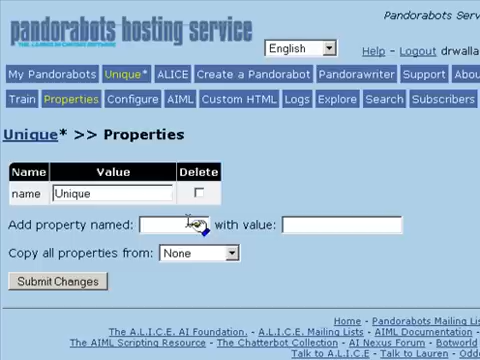 Pandorabots Serv
pandorabots hosting service
English
Help - Logout drwalla
My Pandorabots Unique* ALICE Create a Pandorabot Pandorawriter Support Abou
Train Properties Configure AIML Custom HTML Logs Explore Search Subscribers
Unique* >> Properties
Name Value Delete
name Unique
Add property named: with value:
Copy all properties from: None
Submit Changes
Home - Pandorabots Mailing Lis
The A.L.I.C.E. AI Foundation. - A.L.I.C.E. Mailing Lists - AIML Documentation -
The AIML Scripting Resource - The Chatterbot Collection - AI Nexus Forum - Botworld
Talk to A.L.I.C.E - Talk to Lauren - Odd